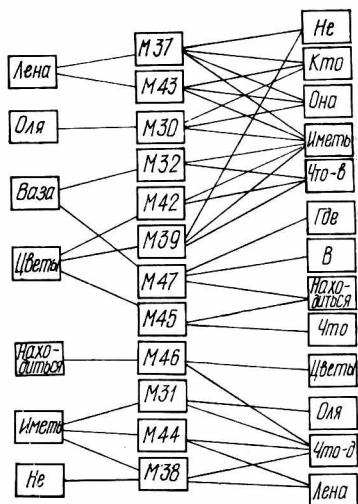 Лена
Оля
Ваза
Цветы
Нахо-
диться
Иметь
Не
М37
М43
М30
М32
М42
М39
М47
М45
М46
М31
М44
М38
Не
Кто
Она
Иметь
Что-в
Где
В
Нахо-
диться
Что
Цветы
Оля
Что-д
Лена